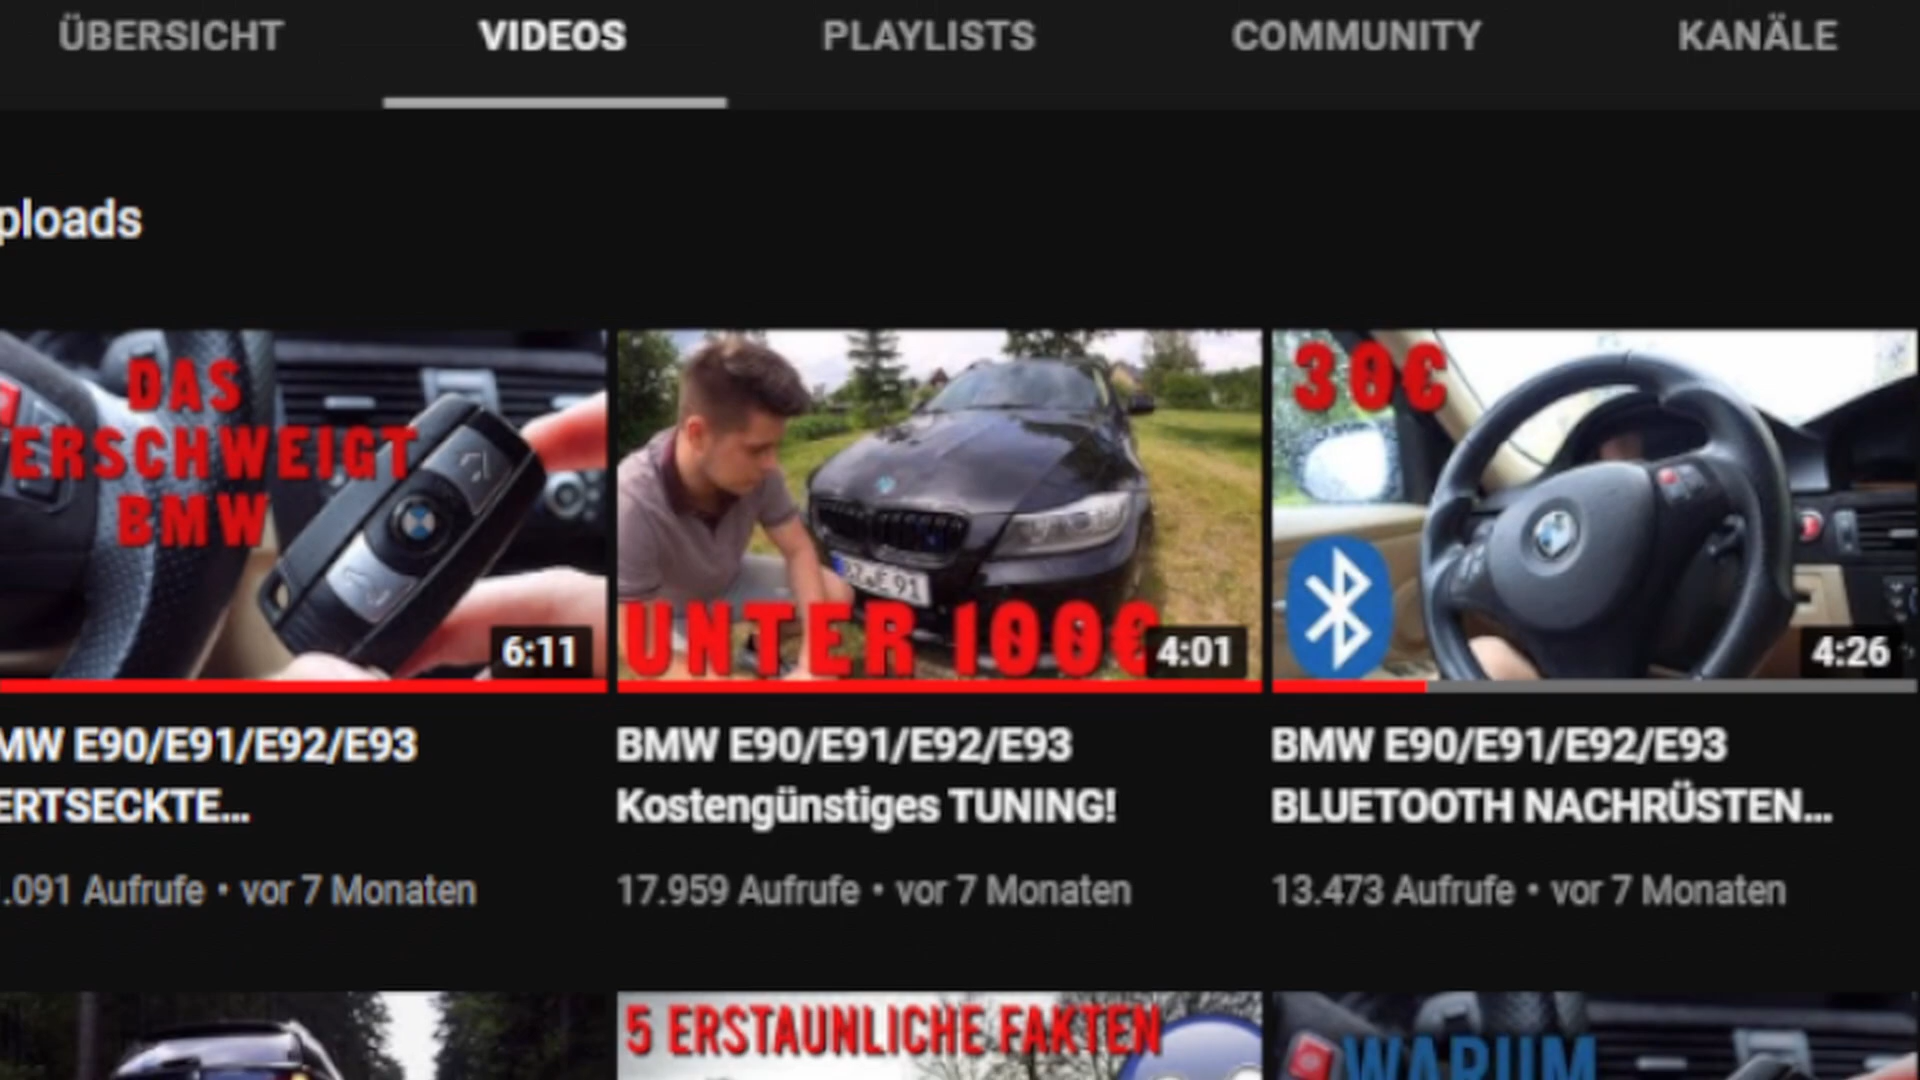 ÜBERSICHT VIDEOS PLAYLISTS COMMUNITY KANÄLE
ploads
DAS
ERSCHWEIGT
BMW
6:11
UNTER 100€
4:01
30€
4:26
MW E90/E91/E92/E93
ERTSECKTE...
.091 Aufrufe • vor 7 Monaten
BMW E90/E91/E92/E93
Kostengünstiges TUNING!
17.959 Aufrufe • vor 7 Monaten
BMW E90/E91/E92/E93
BLUETOOTH NACHRÜSTEN...
13.473 Aufrufe • vor 7 Monaten
5 ERSTAUNLICHE FAKTEN
WARUM